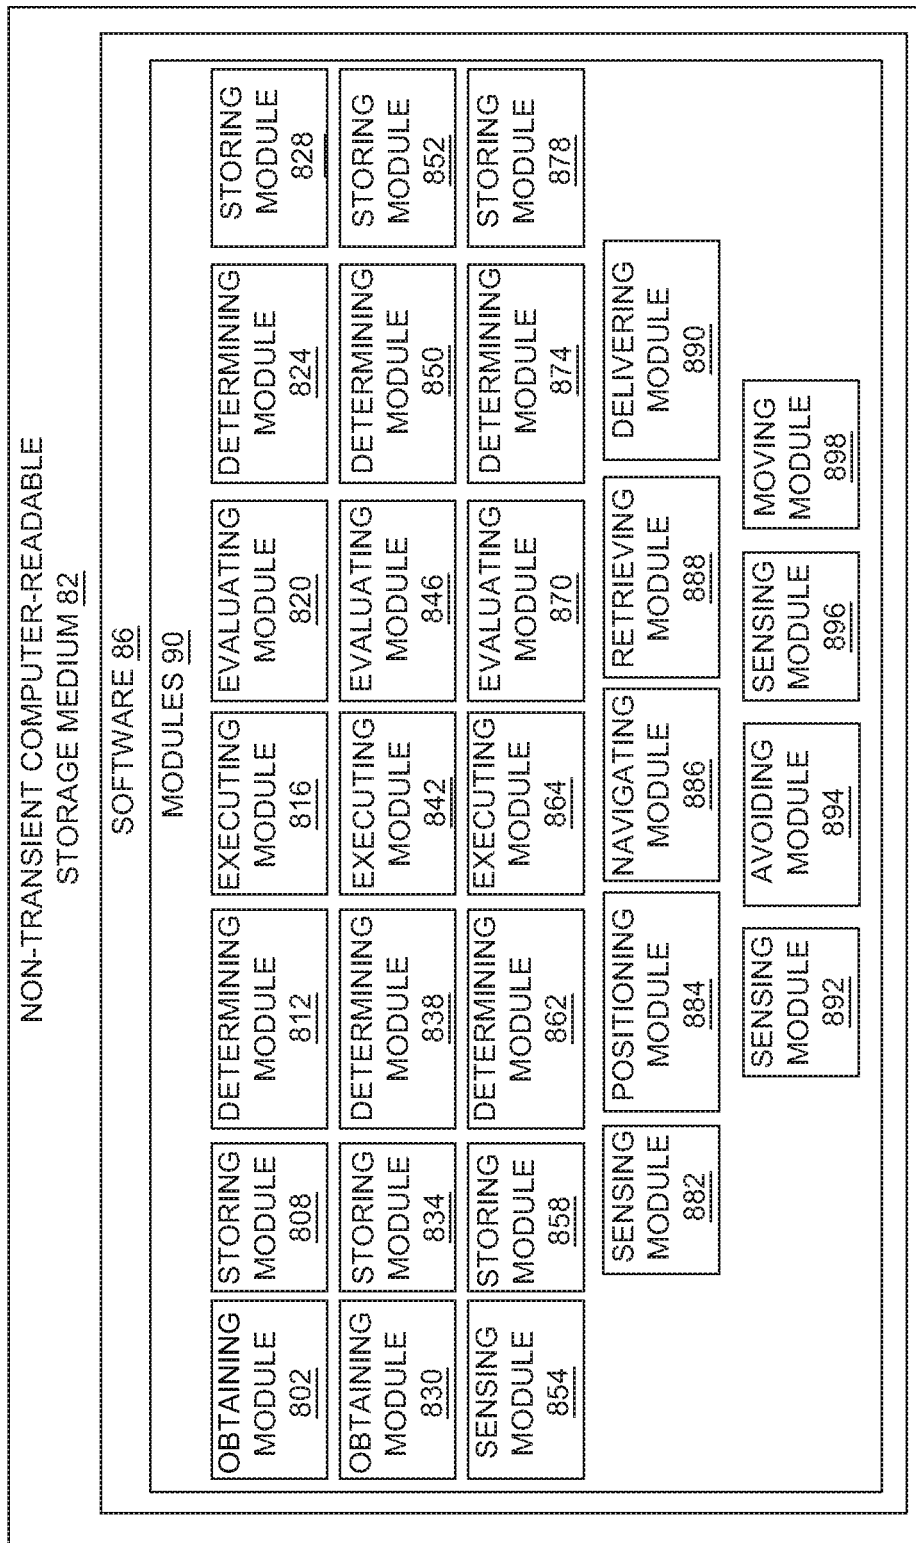 NON-TRANSIENT COMPUTER-READABLE
STORAGE MEDIUM 82
SOFTWARE 86
MODULES 90
OBTAINING
MODULE
802
STORING
MODULE
808
DETERMINING
MODULE
812
EXECUTING
MODULE
816
EVALUATING
MODULE
820
DETERMINING
MODULE
824
STORING
MODULE
828
OBTAINING
MODULE
830
STORING
MODULE
834
DETERMINING
MODULE
838
EXECUTING
MODULE
842
EVALUATING
MODULE
846
DETERMINING
MODULE
850
STORING
MODULE
852
SENSING
MODULE
854
STORING
MODULE
858
DETERMINING
MODULE
862
EXECUTING
MODULE
864
EVALUATING
MODULE
870
DETERMINING
MODULE
874
STORING
MODULE
878
SENSING
MODULE
882
POSITIONING
MODULE
884
NAVIGATING
MODULE
886
RETRIEVING
MODULE
888
DELIVERING
MODULE
890
SENSING
MODULE
892
AVOIDING
MODULE
894
SENSING
MODULE
896
MOVING
MODULE
898